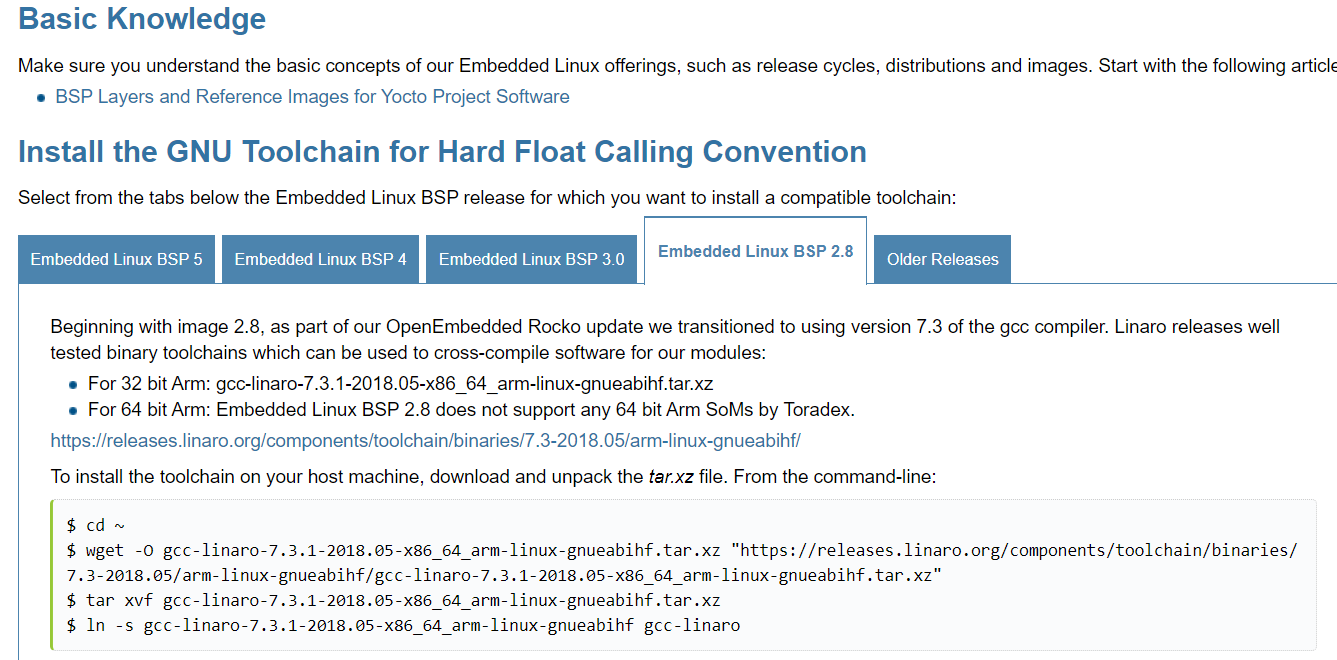 Basic Knowledge
Make sure you understand the basic concepts of our Embedded Linux offerings, such as release cycles, distributions and images. Start with the following
BSP Layers and Reference Images for Yocto Project Software
Install the GNU Toolchain for Hard Float Calling Convention
Select from the tabs below the Embedded Linux BSP release for which you want to install a compatible toolchain:
Embedded Linux BSP 5 Embedded Linux BSP 4 Embedded Linux BSP 3.0 Embedded Linux BSP 2.8 Older Releases
Beginning with image 2.8, as part of our OpenEmbedded Rocko update we transitioned to using version 7.3 of the gcc compiler. Linaro releases well
tested binary toolchains which can be used to cross-compile software for our modules:
For 32 bit Arm: gcc-linaro-7.3.1-2018.05-x86_64_arm-linux-gnueabihf.tar.xz
For 64 bit Arm: Embedded Linux BSP 2.8 does not support any 64 bit Arm SoMs by Toradex.
https://releases.linaro.org/components/toolchain/binaries/7.3-2018.05/arm-linux-gnueabihf/
To install the toolchain on your host machine, download and unpack the tar.xz file. From the command-line:
$ cd ~
$ wget -O gcc-linaro-7.3.1-2018.05-x86_64_arm-linux-gnueabihf.tar.xz "https://releases.linaro.org/components/toolchain/binaries/
7.3-2018.05/arm-linux-gnueabihf/gcc-linaro-7.3.1-2018.05-x86_64_arm-linux-gnueabihf.tar.xz"
$ tar xvf gcc-linaro-7.3.1-2018.05-x86_64_arm-linux-gnueabihf.tar.xz
$ ln -s gcc-linaro-7.3.1-2018.05-x86_64_arm-linux-gnueabihf gcc-linaro